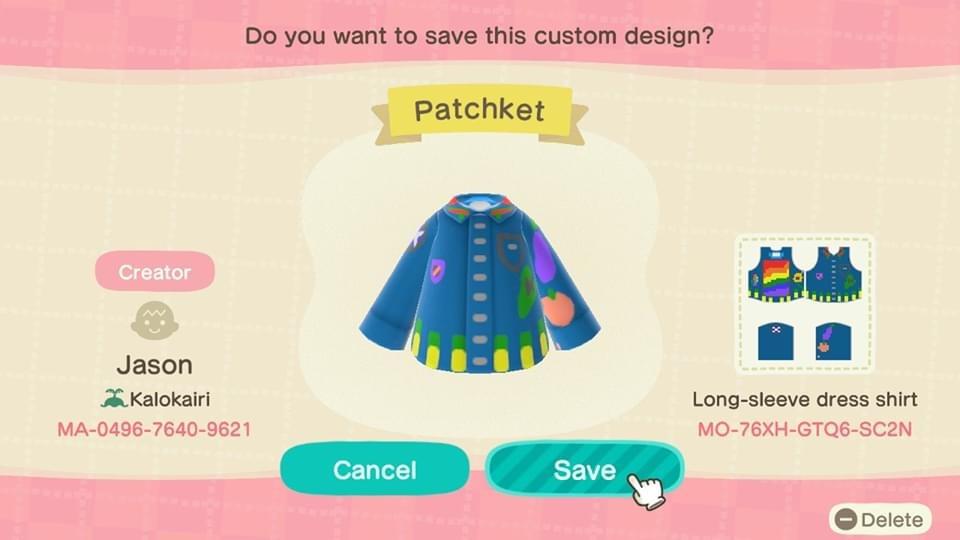 Do you want to save this custom design?
Patchket
Creator
Jason
Kalokairi
MA-0496-7640-9621
Long-sleeve dress shirt
MO-76XH-GTQ6-SC2N
Cancel
Save
Delete